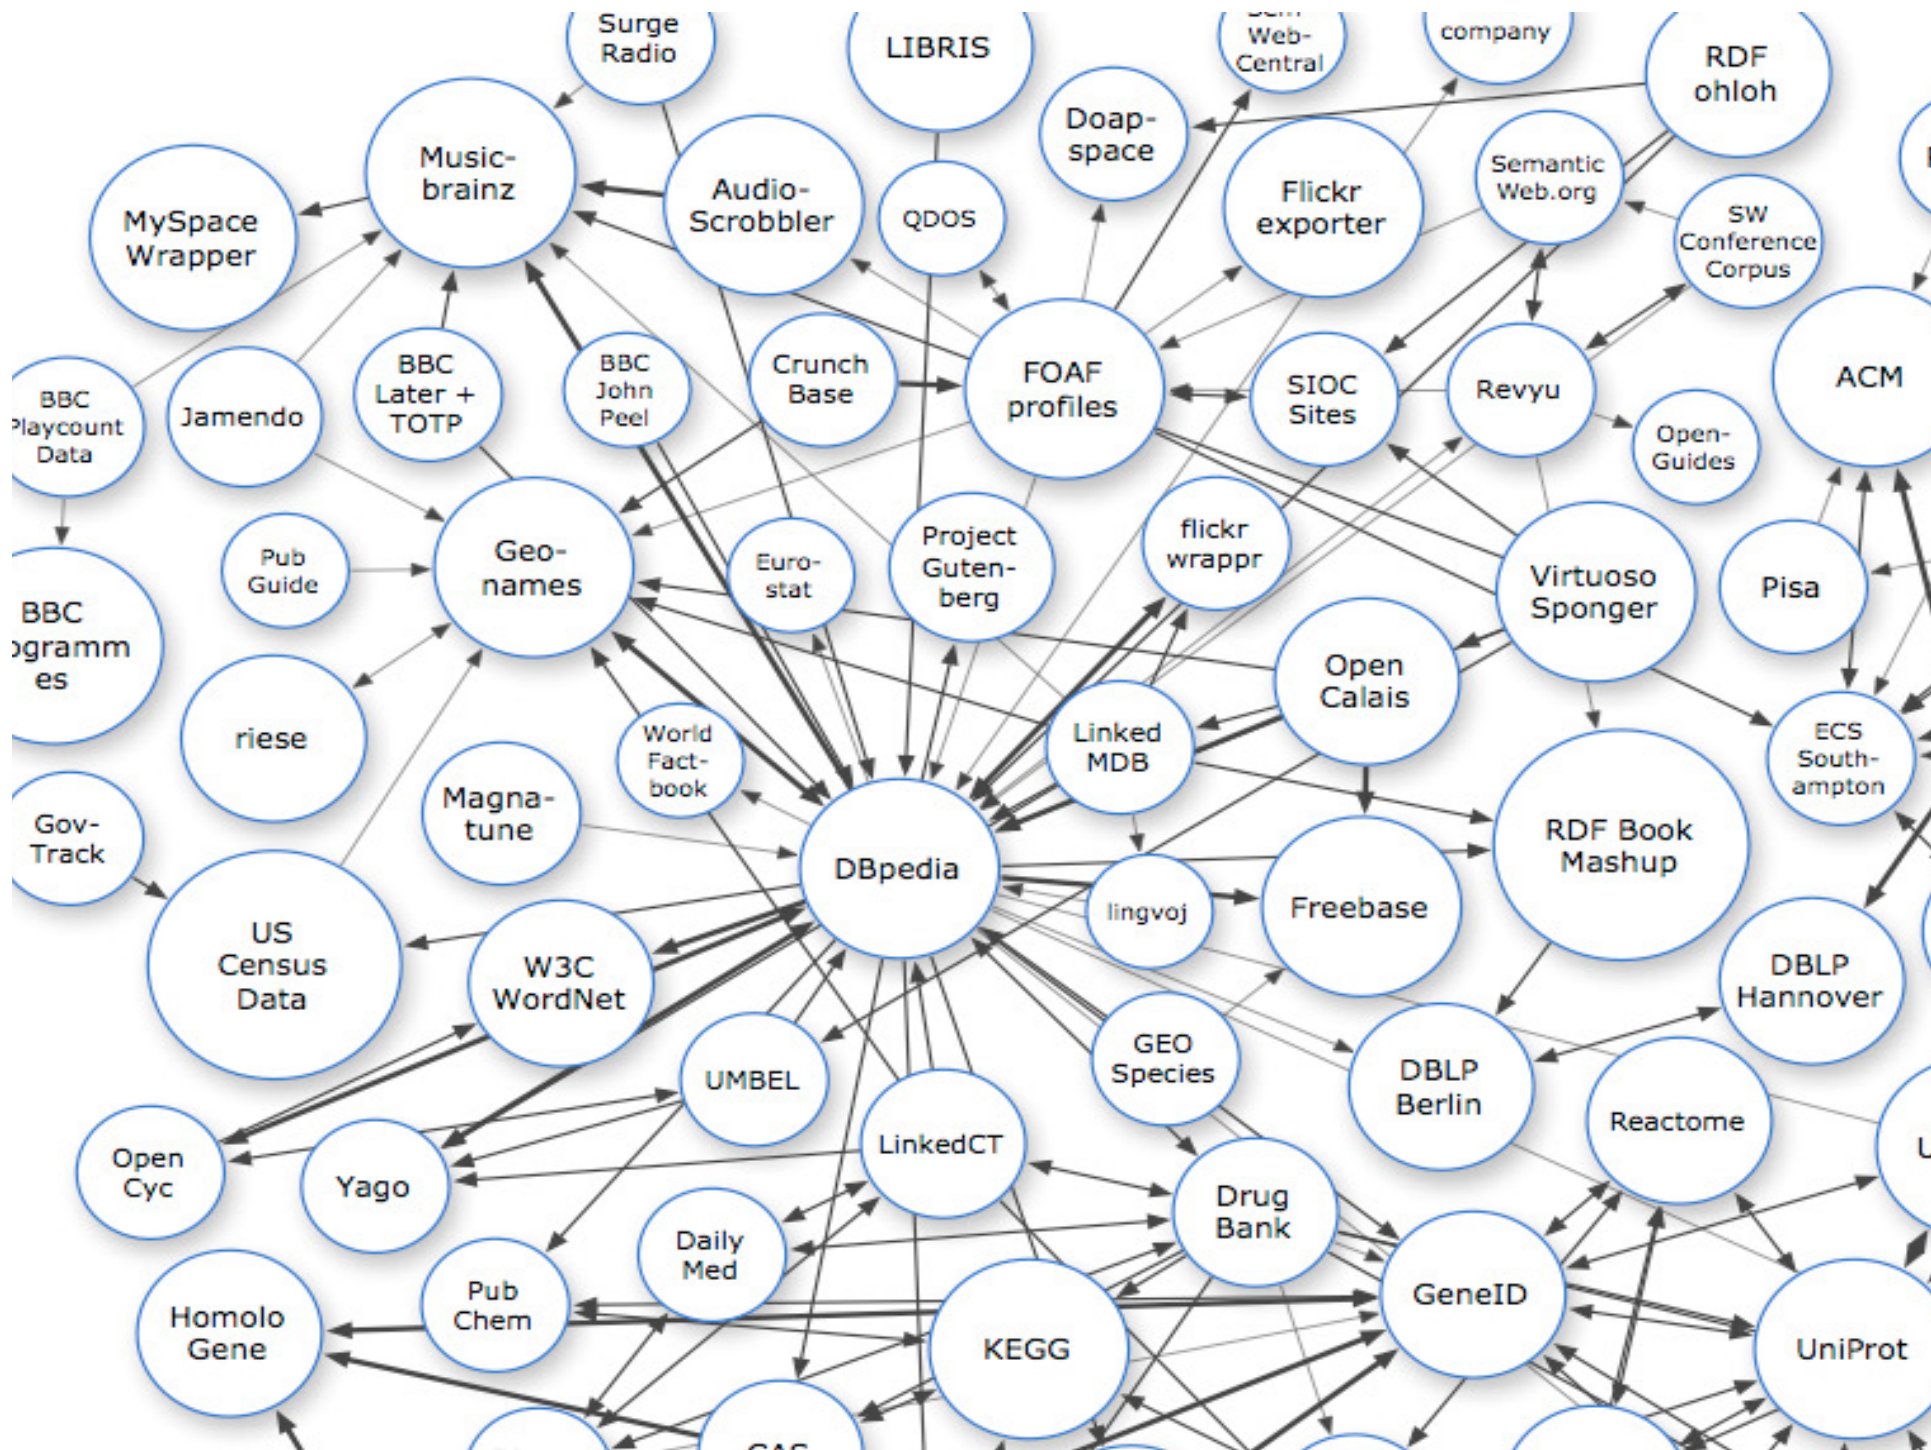 Surge
Radio
LIBRIS
Web-
Central
company
RDF
ohloh
Doap-
space
Music-
brainz
MySpace
Wrapper
Audio-
Scrobbler
QDOS
Flickr
exporter
Semantic
Web.org
SW
Conference
Corpus
BBC
Playcount
Data
Jamendo
BBC
Later +
TOTP
BBC
John
Peel
Crunch
Base
FOAF
profiles
SIOC
Sites
Revyu
Open-
Guides
ACM
Pub
Guide
Geo-
names
Euro-
stat
Project
Guten-
berg
flickr
wrappr
Virtuoso
Sponger
Pisa
BBC
ogramm
es
riese
World
Fact-
book
Linked
MDB
Open
Calais
ECS
South-
ampton
Gov-
Track
Magna-
tune
DBpedia
lingvoj
Freebase
RDF Book
Mashup
US
Census
Data
W3C
WordNet
DBLP
Hannover
UMBEL
GEO
Species
DBLP
Berlin
Reactome
Open
Cyc
Yago
LinkedCT
Drug
Bank
Daily
Med
Pub
Chem
Homolo
Gene
KEGG
GeneID
UniProt